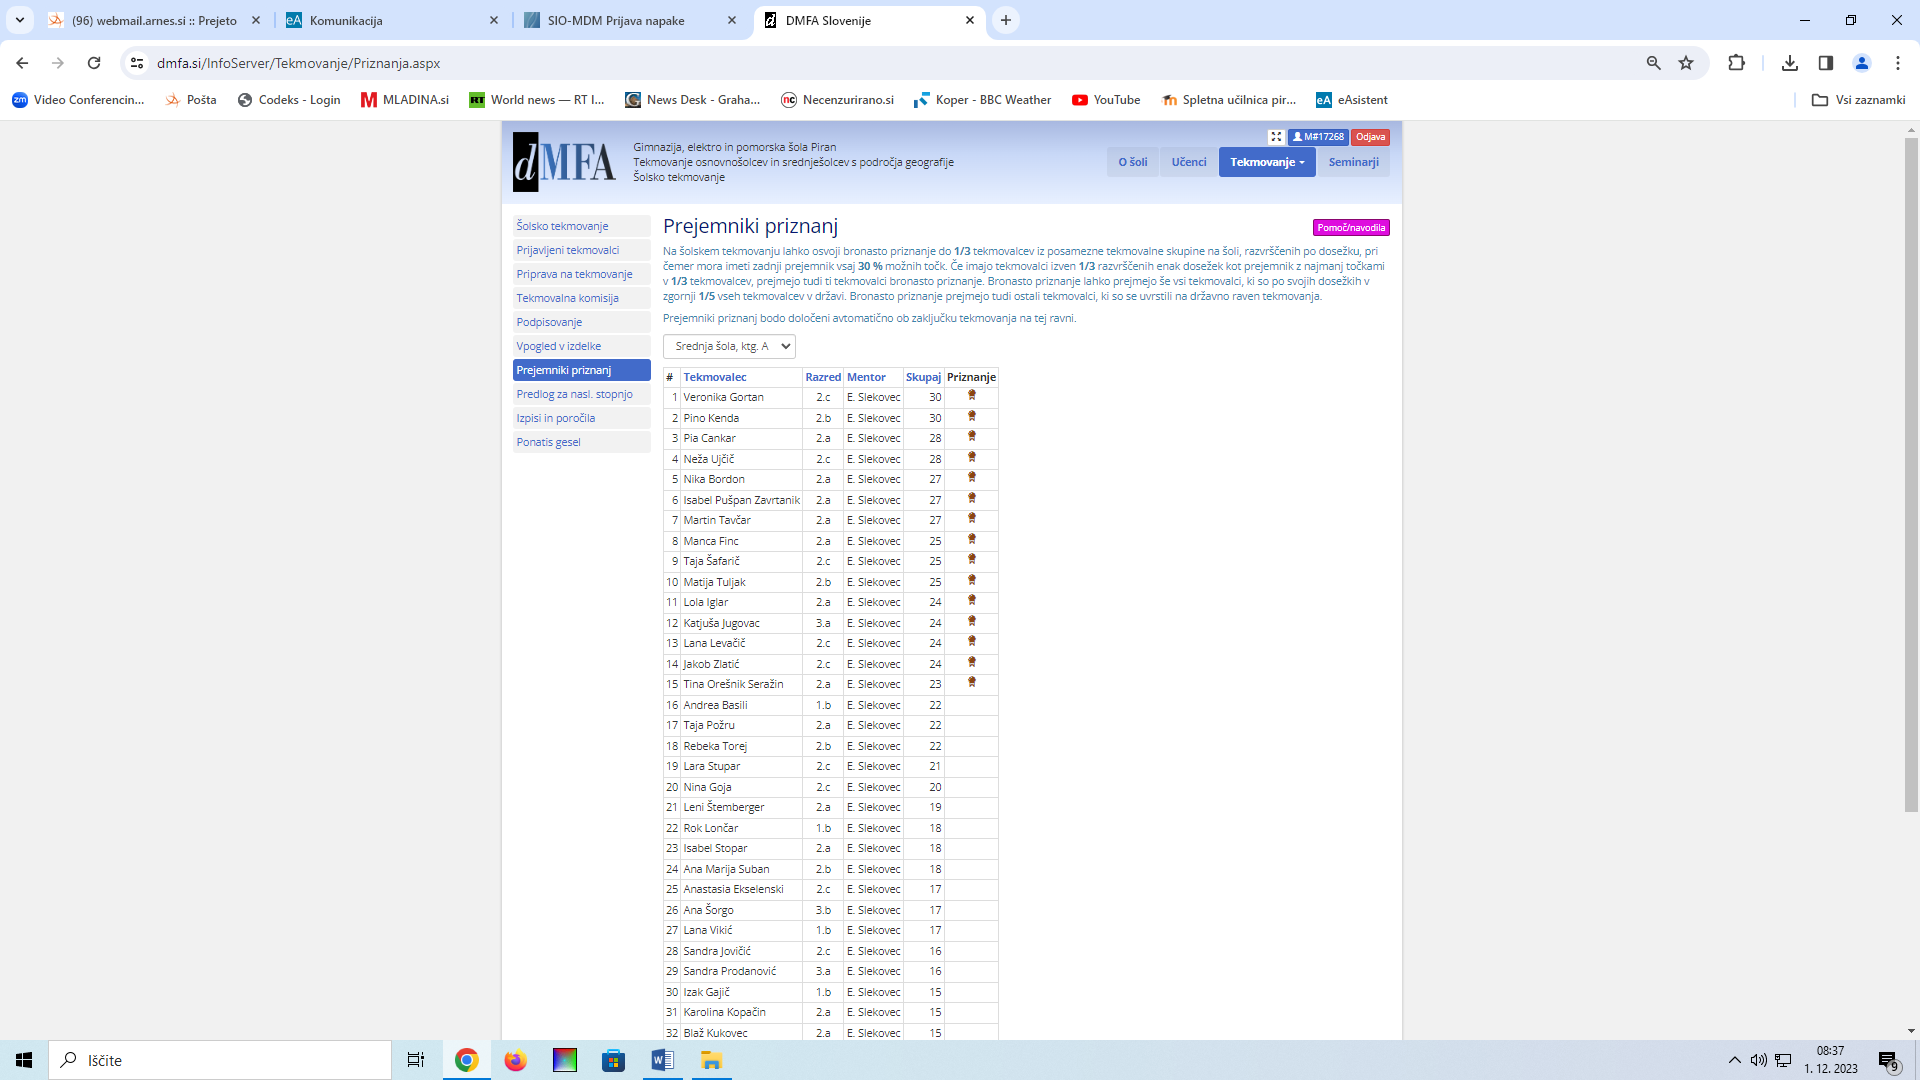 (96) webmail.arnes.si :: Prejeto
Komunikacija
SIO-MDM Prijava napake
DMFA Slovenije
dmfa.si/InfoServer/Tekmovanje/Priznanja.aspx
Video Conferencin...
Pošta
Codeks - Login
MLADINA.si
World news — RT I...
News Desk - Graha...
Necenzurirano.si
Koper - BBC Weather
YouTube
Spletna učilnica pir...
eAsistent
Vsi zaznamki
dMFA
Gimnazija, elektro in pomorska šola Piran
Tekmovanje osnovnošolcev in srednješolcev s področja geografije
Šolsko tekmovanje
M#17268 Odjava
O šoli Učenci Tekmovanje Seminarji
Šolsko tekmovanje
Prijavljeni tekmovalci
Priprava na tekmovanje
Tekmovalna komisija
Podpisovanje
Vpogled v izdelke
Prejemniki priznanj
Predlog za nasl. stopnjo
Izpisi in poročila
Ponatis gesel
Prejemniki priznanj
Pomoč/navodila
Na šolskem tekmovanju lahko osvoji bronasto priznanje do 1/3 tekmovalcev iz posamezne tekmovalne skupine na šoli, razvrščenih po dosežku, pri
čemer mora imeti zadnji prejemnik vsaj 30 % možnih točk. Če imajo tekmovalci izven 1/3 razvrščenih enak dosežek kot prejemnik z najmanj točkami
v 1/3 tekmovalcev, prejmejo tudi ti tekmovalci bronasto priznanje. Bronasto priznanje lahko prejmejo še vsi tekmovalci, ki so po svojih dosežkih v
zgornji 1/5 vseh tekmovalcev v državi. Bronasto priznanje prejmejo tudi ostali tekmovalci, ki so se uvrstili na državno raven tekmovanja.
Prejemniki priznanj bodo določeni avtomatično ob zaključku tekmovanja na tej ravni.
Srednja šola, ktg. A
# Tekmovalec Razred Mentor Skupaj Priznanje
1 Veronika Gortan 2.c E. Slekovec 30
2 Pino Kenda 2.b E. Slekovec 30
3 Pia Cankar 2.a E. Slekovec 28
4 Neža Ujčič 2.c E. Slekovec 28
5 Nika Bordon 2.a E. Slekovec 27
6 Isabel Pušpan Zavrtanik 2.a E. Slekovec 27
7 Martin Tavčar 2.a E. Slekovec 27
8 Manca Finc 2.a E. Slekovec 25
9 Taja Šafarič 2.c E. Slekovec 25
10 Matija Tuljak 2.b E. Slekovec 25
11 Lola Iglar 2.a E. Slekovec 24
12 Katjuša Jugovac 3.a E. Slekovec 24
13 Lana Levačič 2.c E. Slekovec 24
14 Jakob Zlatić 2.c E. Slekovec 24
15 Tina Orešnik Seražin 2.a E. Slekovec 23
16 Andrea Basili 1.b E. Slekovec 22
17 Taja Požru 2.a E. Slekovec 22
18 Rebeka Torej 2.b E. Slekovec 22
19 Lara Stupar 2.c E. Slekovec 21
20 Nina Goja 2.c E. Slekovec 20
21 Leni Štemberger 2.a E. Slekovec 19
22 Rok Lončar 1.b E. Slekovec 18
23 Isabel Stopar 2.a E. Slekovec 18
24 Ana Marija Suban 2.b E. Slekovec 18
25 Anastasia Ekselenski 2.c E. Slekovec 17
26 Ana Šorgo 3.b E. Slekovec 17
27 Lana Vikić 1.b E. Slekovec 17
28 Sandra Jovičić 2.c E. Slekovec 16
29 Sandra Prodanović 3.a E. Slekovec 16
30 Izak Gajič 1.b E. Slekovec 15
31 Karolina Kopačin 2.a E. Slekovec 15
32 Blaž Kukovec 2.a E. Slekovec 15
Iščite
08:37
1. 12. 2023
9